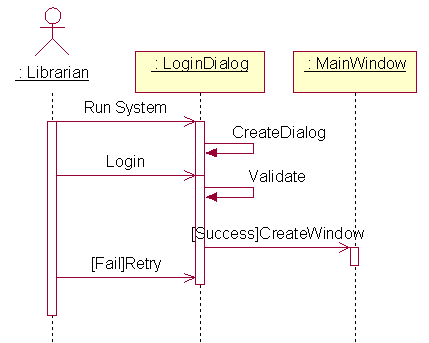 : Librarian
: LoginDialog
: MainWindow
Run System
CreateDialog
Login
Validate
[Success]CreateWindow
[Fail]Retry